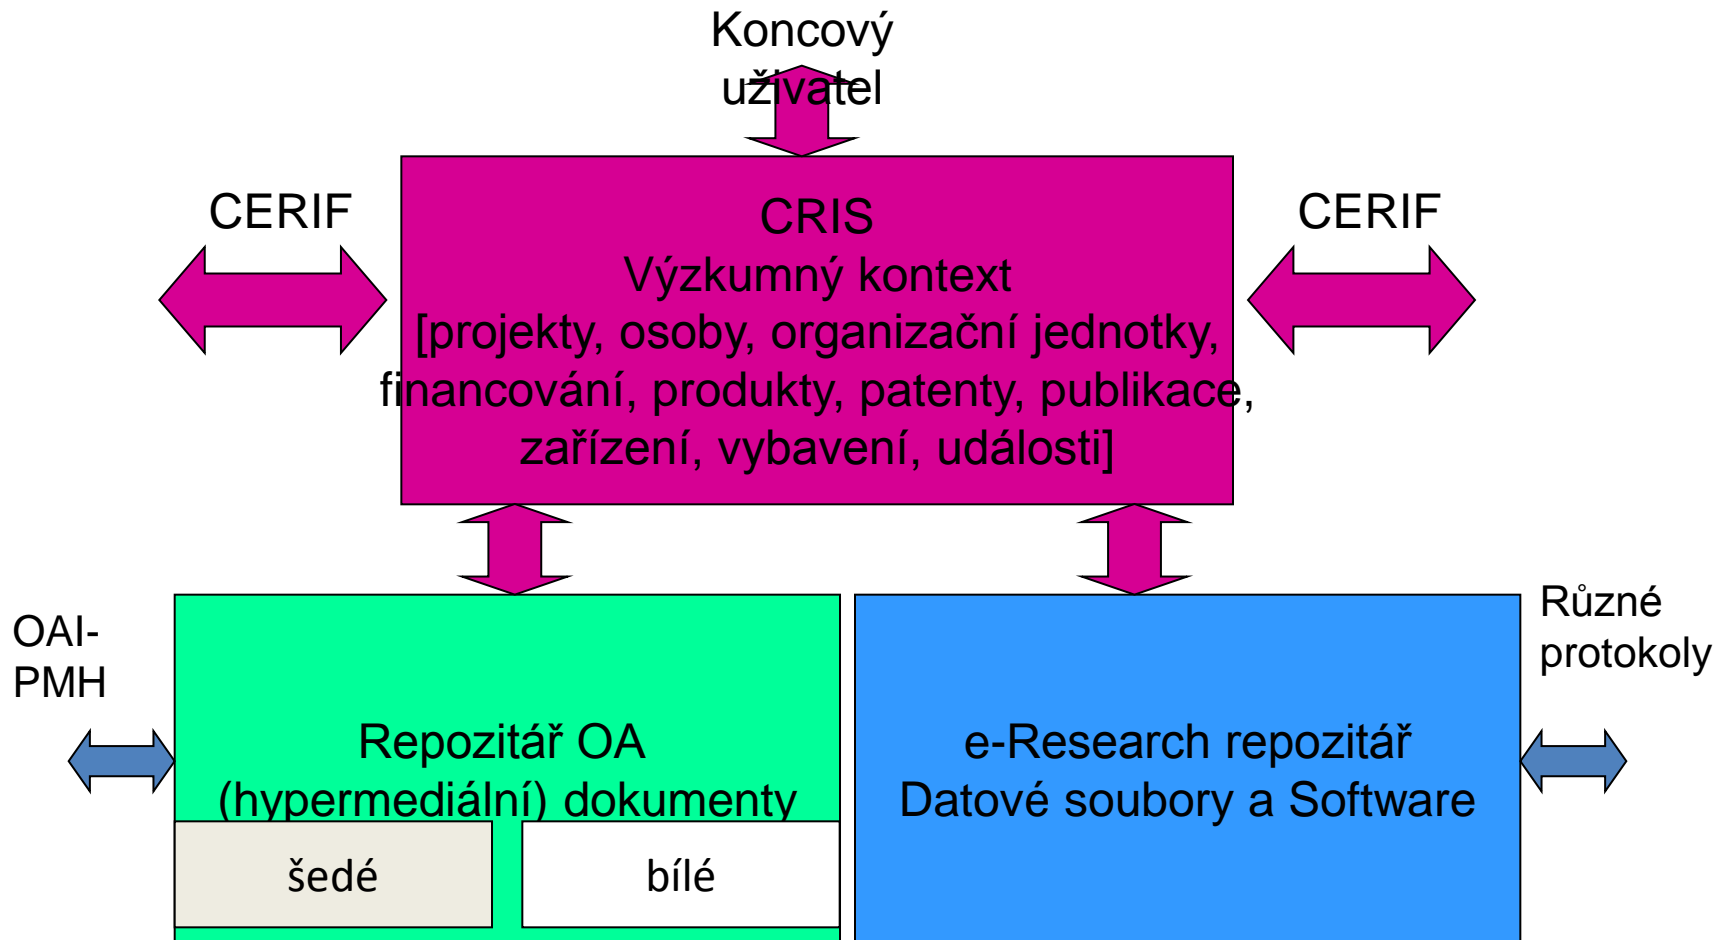 Koncový
uživatel
CERIF
CERIF
CRIS
Výzkumný kontext
[projekty, osoby, organizační jednotky,
financování, produkty, patenty, publikace,
zařízení, vybavení, události]
OAI-
PMH
Různé
protokoly
Repozitář OA
(hypermediální) dokumenty
e-Research repozitář
Datové soubory a Software
šedé
bílé